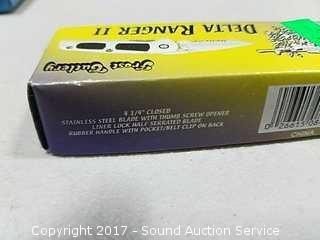 DELTA RANGER II
Frost Cutlery
3 1/4" CLOSED
STAINLESS STEEL BLADE WITH THUMB SCREW OPENER
LINER LOCK HALF SERRATED BLADE
RUBBER HANDLE WITH POCKET/BELT CLIP ON BACK
CHINA
Copyright 2017 - Sound Auction Service